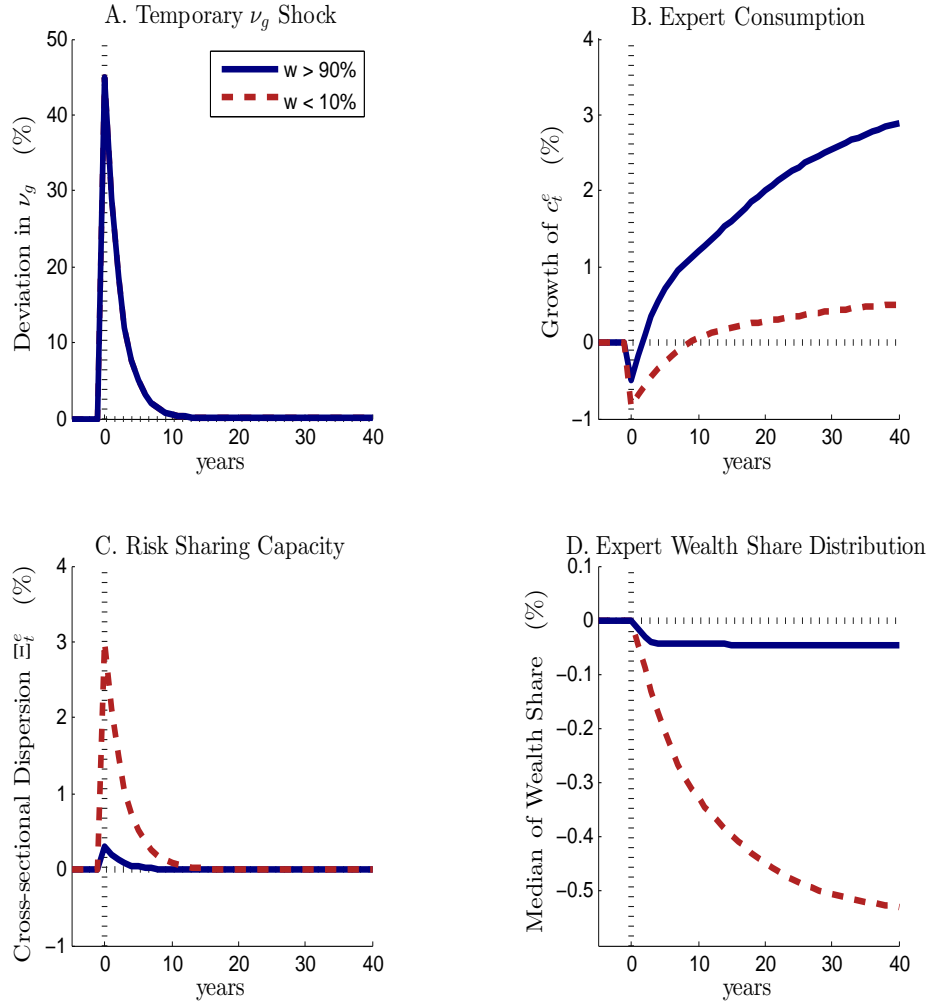 A. Temporary ν_g Shock
Deviation in ν_g (%)
50
40
30
20
10
0
w > 90%
w < 10%
0 10 20 30 40
years
B. Expert Consumption
Growth of c_t^e (%)
4
3
2
1
0
−1
0 10 20 30 40
years
C. Risk Sharing Capacity
Cross-sectional Dispersion Ξ_t^e (%)
4
3
2
1
0
−1
0 10 20 30 40
years
D. Expert Wealth Share Distribution
Median of Wealth Share (%)
0.1
0
−0.1
−0.2
−0.3
−0.4
−0.5
0 10 20 30 40
years